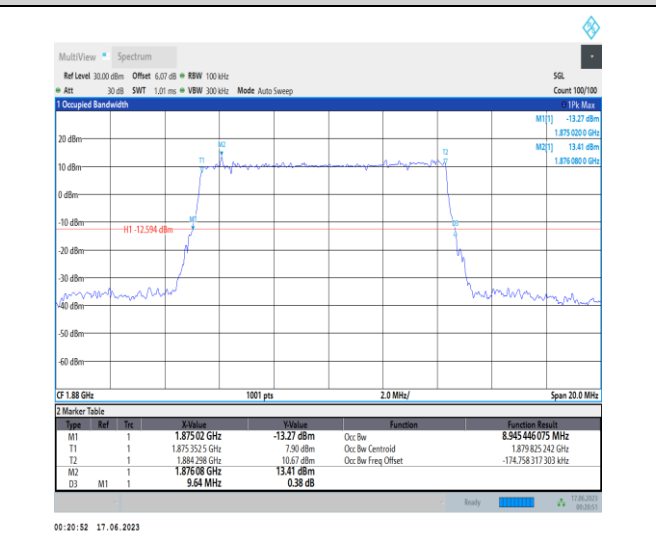 MultiView Spectrum
Ref Level 30.00 dBm Offset 6.07 dB RBW 100 kHz SGL
Att 30 dB SWT 1.01 ms VBW 300 kHz Mode Auto Sweep Count 100/100
1 Occupied Bandwidth 1Pk Max
M1[1] -13.27 dBm
1.875 020 0 GHz
M2[1] 13.41 dBm
1.876 080 0 GHz
20 dBm
M2
T1
T2
10 dBm
0 dBm
-10 dBm
M1
H1 -12.594 dBm
-20 dBm
-30 dBm
-40 dBm
-50 dBm
-60 dBm
CF 1.88 GHz 1001 pts 2.0 MHz/ Span 20.0 MHz
2 Marker Table
Type Ref Trc X-Value Y-Value Function Function Result
M1 1 1.87502 GHz -13.27 dBm Occ Bw 8.945 446 075 MHz
T1 1 1.875 352 5 GHz 7.90 dBm Occ Bw Centroid 1.879 825 242 GHz
T2 1 1.884 298 GHz 10.67 dBm Occ Bw Freq Offset -174.758 317 303 kHz
M2 1 1.87608 GHz 13.41 dBm
D3 M1 1 9.64 MHz 0.38 dB
Ready 17.06.2023
00:20:51
00:20:52 17.06.2023